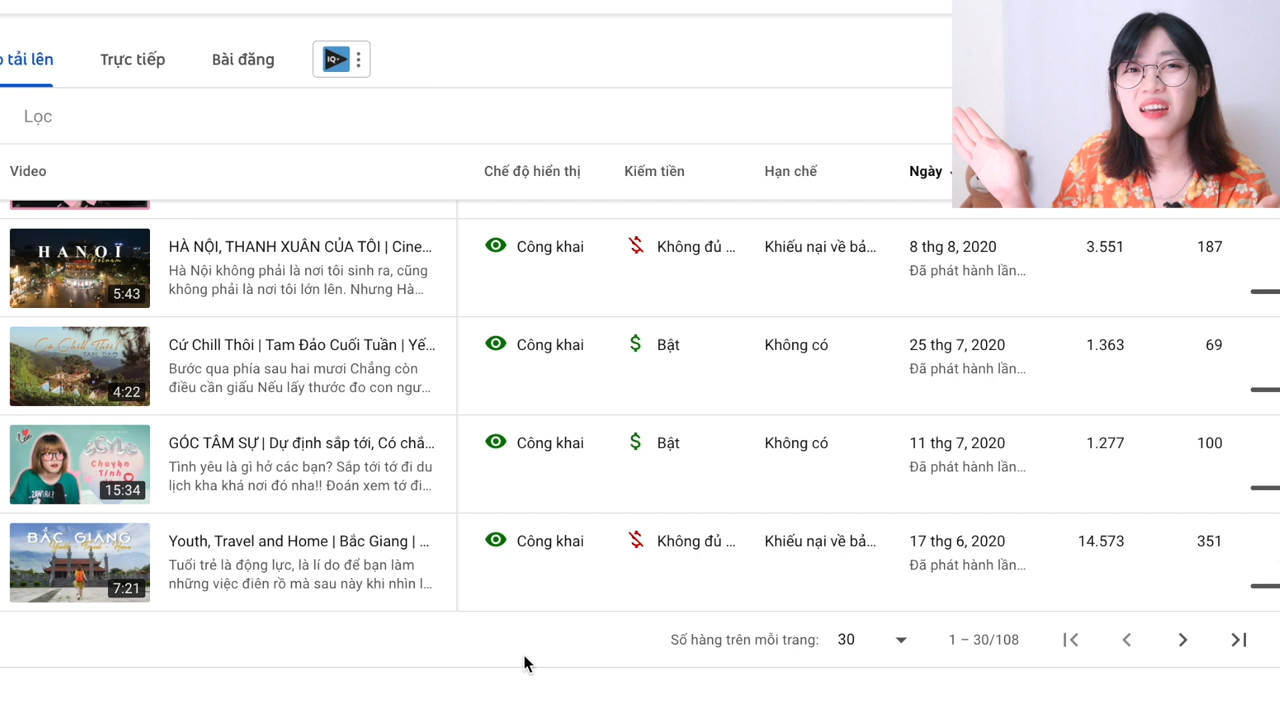 tải lên
Trực tiếp
Bài đăng
IQ+
Lọc
Video
Chế độ hiển thị
Kiếm tiền
Hạn chế
Ngày
HANOI
Vietnam
5:43
HÀ NỘI, THANH XUÂN CỦA TÔI | Cine...
Hà Nội không phải là nơi tôi sinh ra, cũng
không phải là nơi tôi lớn lên. Nhưng Hà...
Công khai
Không đủ ...
Khiếu nại về bả...
8 thg 8, 2020
Đã phát hành lần...
3.551
187
Cứ Chill Thôi!
TAM ĐẢO
4:22
Cứ Chill Thôi | Tam Đảo Cuối Tuần | Yế...
Bước qua phía sau hai mươi Chẳng còn
điều cần giấu Nếu lấy thước đo con ngư...
Công khai
Bật
Không có
25 thg 7, 2020
Đã phát hành lần...
1.363
69
Chuyện
Tình
15:34
GÓC TÂM SỰ | Dự định sắp tới, Có chẳ...
Tình yêu là gì hở các bạn? Sắp tới tớ đi du
lịch kha khá nơi đó nha!! Đoán xem tớ đi...
Công khai
Bật
Không có
11 thg 7, 2020
Đã phát hành lần...
1.277
100
BẮC GIANG
Youth Travel Home
7:21
Youth, Travel and Home | Bắc Giang | ...
Tuổi trẻ là động lực, là lí do để bạn làm
những việc điên rồ mà sau này khi nhìn l...
Công khai
Không đủ ...
Khiếu nại về bả...
17 thg 6, 2020
Đã phát hành lần...
14.573
351
Số hàng trên mỗi trang:
30
1 – 30/108